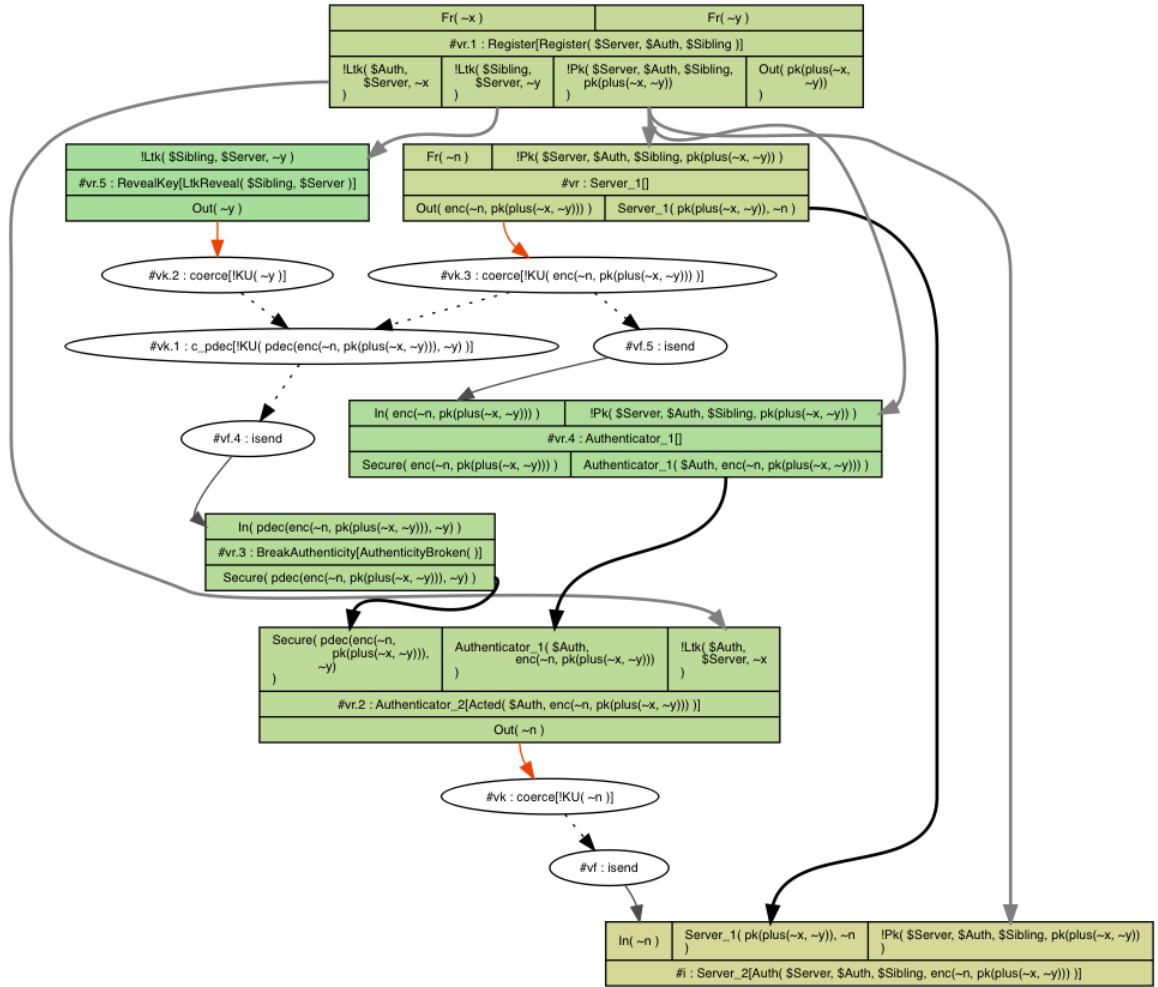 Fr( ~x )
Fr( ~y )
#vr.1 : Register[Register( $Server, $Auth, $Sibling )]
!Ltk( $Auth,
$Server, ~x
)
!Ltk( $Sibling,
$Server, ~y
)
!Pk( $Server, $Auth, $Sibling,
pk(plus(~x, ~y))
)
Out( pk(plus(~x,
~y))
)
!Ltk( $Sibling, $Server, ~y )
#vr.5 : RevealKey[LtkReveal( $Sibling, $Server )]
Out( ~y )
Fr( ~n )
!Pk( $Server, $Auth, $Sibling, pk(plus(~x, ~y)) )
#vr : Server_1[]
Out( enc(~n, pk(plus(~x, ~y))) )
Server_1( pk(plus(~x, ~y)), ~n )
#vk.2 : coerce[!KU( ~y )]
#vk.3 : coerce[!KU( enc(~n, pk(plus(~x, ~y))) )]
#vk.1 : c_pdec[!KU( pdec(enc(~n, pk(plus(~x, ~y))), ~y) )]
#vf.5 : isend
In( enc(~n, pk(plus(~x, ~y))) )
!Pk( $Server, $Auth, $Sibling, pk(plus(~x, ~y)) )
#vr.4 : Authenticator_1[]
Secure( enc(~n, pk(plus(~x, ~y))) )
Authenticator_1( $Auth, enc(~n, pk(plus(~x, ~y))) )
#vf.4 : isend
In( pdec(enc(~n, pk(plus(~x, ~y))), ~y) )
#vr.3 : BreakAuthenticity[AuthenticityBroken( )]
Secure( pdec(enc(~n, pk(plus(~x, ~y))), ~y) )
Secure( pdec(enc(~n,
pk(plus(~x, ~y))),
~y)
)
Authenticator_1( $Auth,
enc(~n, pk(plus(~x, ~y)))
)
!Ltk( $Auth,
$Server, ~x
)
#vr.2 : Authenticator_2[Acted( $Auth, enc(~n, pk(plus(~x, ~y))) )]
Out( ~n )
#vk : coerce[!KU( ~n )]
#vf : isend
In( ~n )
Server_1( pk(plus(~x, ~y)), ~n
)
!Pk( $Server, $Auth, $Sibling, pk(plus(~x, ~y))
)
#i : Server_2[Auth( $Server, $Auth, $Sibling, enc(~n, pk(plus(~x, ~y))) )]